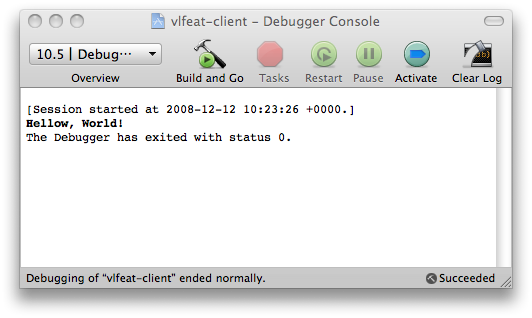 vlfeat-client – Debugger Console
10.5 | Debug···
Overview
Build and Go
Tasks
Restart
Pause
Activate
Clear Log
[Session started at 2008-12-12 10:23:26 +0000.]
Hellow, World!
The Debugger has exited with status 0.
Debugging of “vlfeat-client” ended normally.
Succeeded